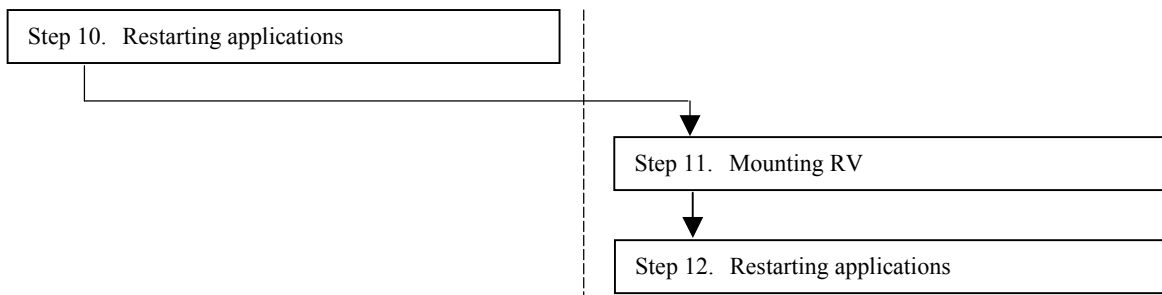 Step 10. Restarting applications
Step 11. Mounting RV
Step 12. Restarting applications